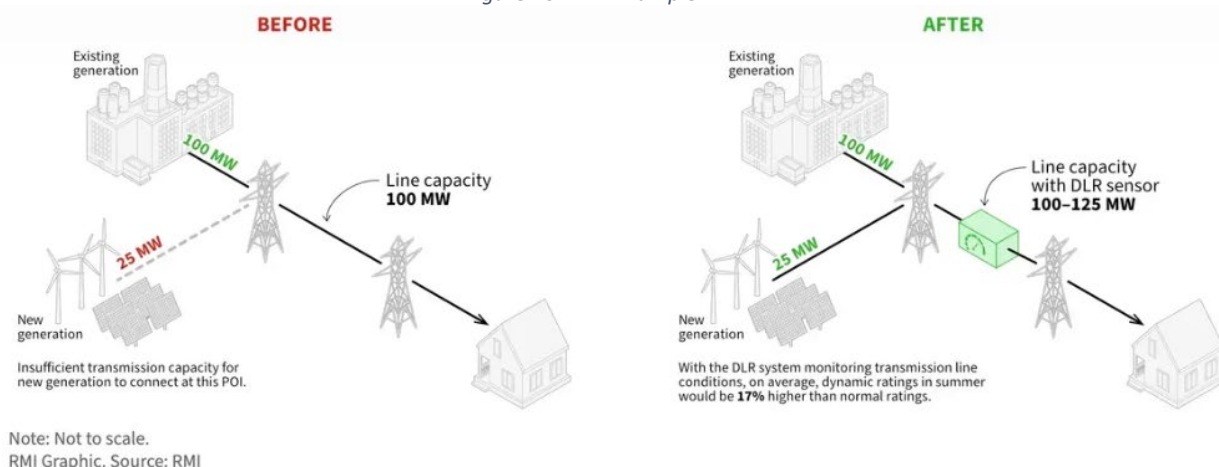 BEFORE
Existing
generation
100 MW
Line capacity
100 MW
25 MW
New
generation
Insufficient transmission capacity for
new generation to connect at this POI.
AFTER
Existing
generation
100 MW
Line capacity
with DLR sensor
100–125 MW
25 MW
New
generation
With the DLR system monitoring transmission line
conditions, on average, dynamic ratings in summer
would be 17% higher than normal ratings.
Note: Not to scale.
RMI Graphic. Source: RMI